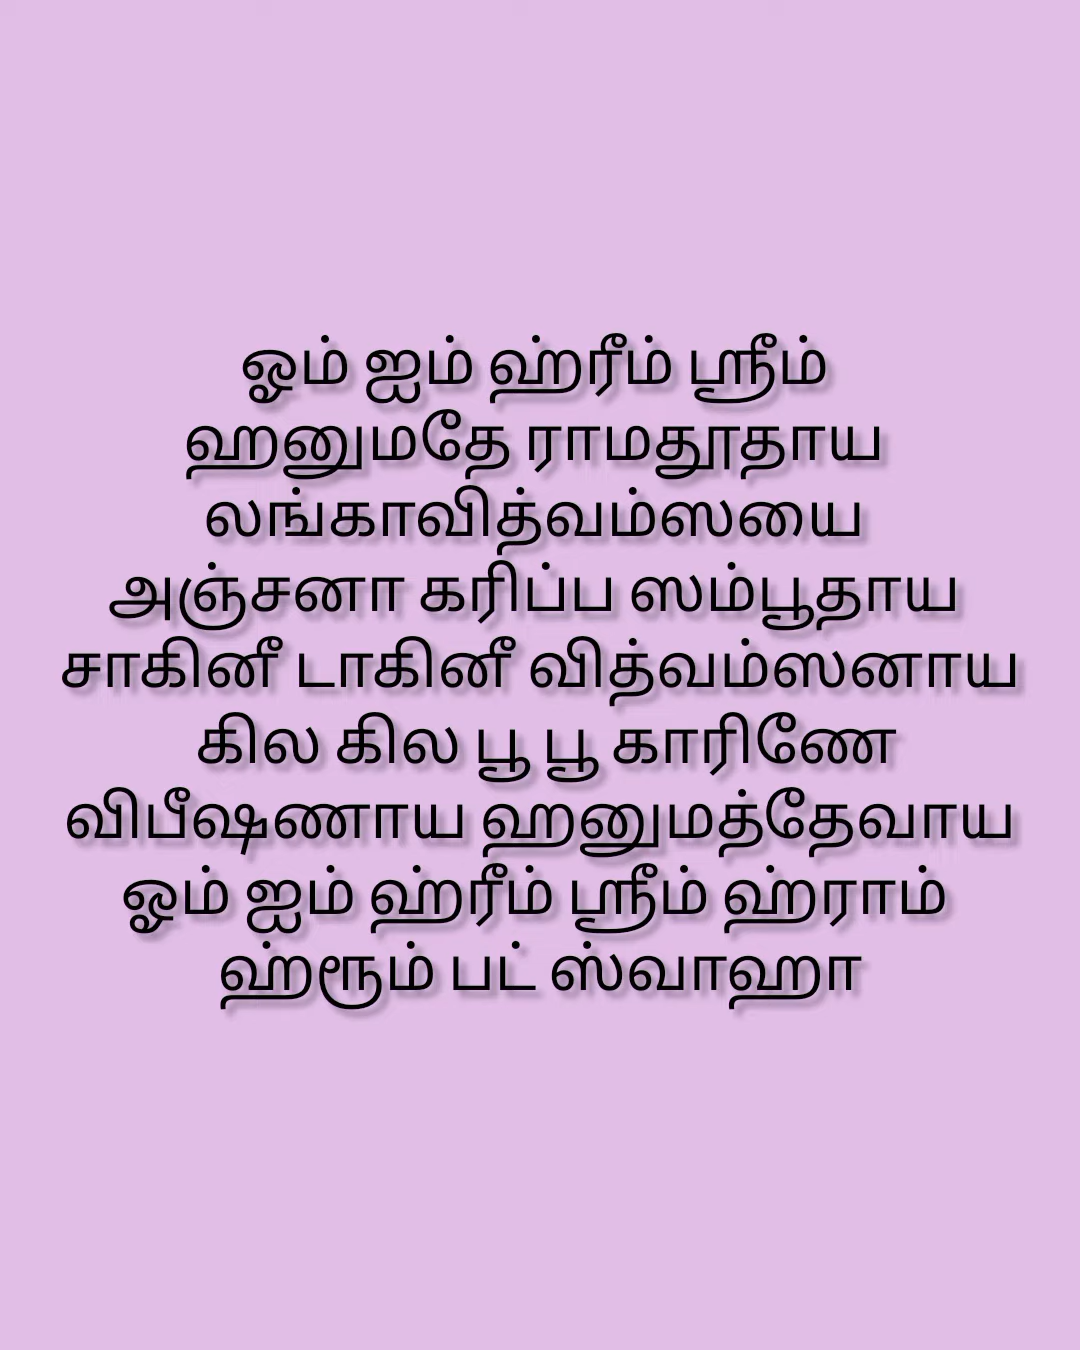 ஓம் ஐம் ஹ்ரீம் ஸ்ரீம்
ஹனுமதே ராமதூதாய
லங்காவித்வம்ஸயை
அஞ்சனா கரிப்ப ஸம்பூதாய
சாகினீ டாகினீ வித்வம்ஸனாய
கில கில பூ பூ காரிணே
விபீஷணாய ஹனுமத்தேவாய
ஓம் ஐம் ஹ்ரீம் ஸ்ரீம் ஹ்ராம்
ஹ்ரூம் பட் ஸ்வாஹா